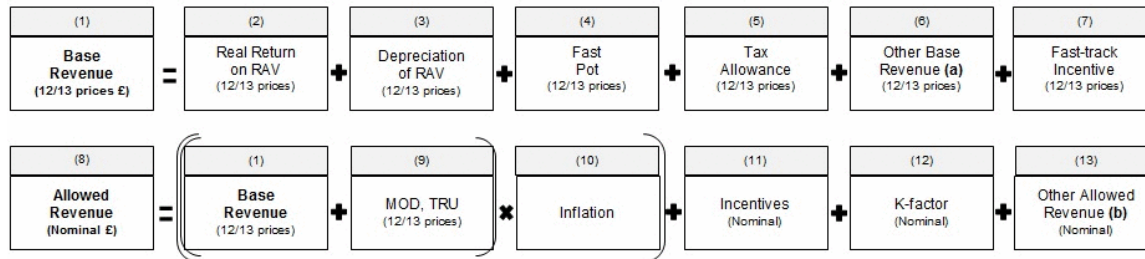 (1) (2) (3) (4) (5) (6) (7)
Base Revenue (12/13 prices £) = Real Return on RAV (12/13 prices) + Depreciation of RAV (12/13 prices) + Fast Pot (12/13 prices) + Tax Allowance (12/13 prices) + Other Base Revenue (a) (12/13 prices) + Fast-track Incentive (12/13 prices)
(8) (1) (9) (10) (11) (12) (13)
Allowed Revenue (Nominal £) = ((Base Revenue (12/13 prices) + MOD, TRU (12/13 prices)) × Inflation) + Incentives (Nominal) + K-factor (Nominal) + Other Allowed Revenue (b) (Nominal)